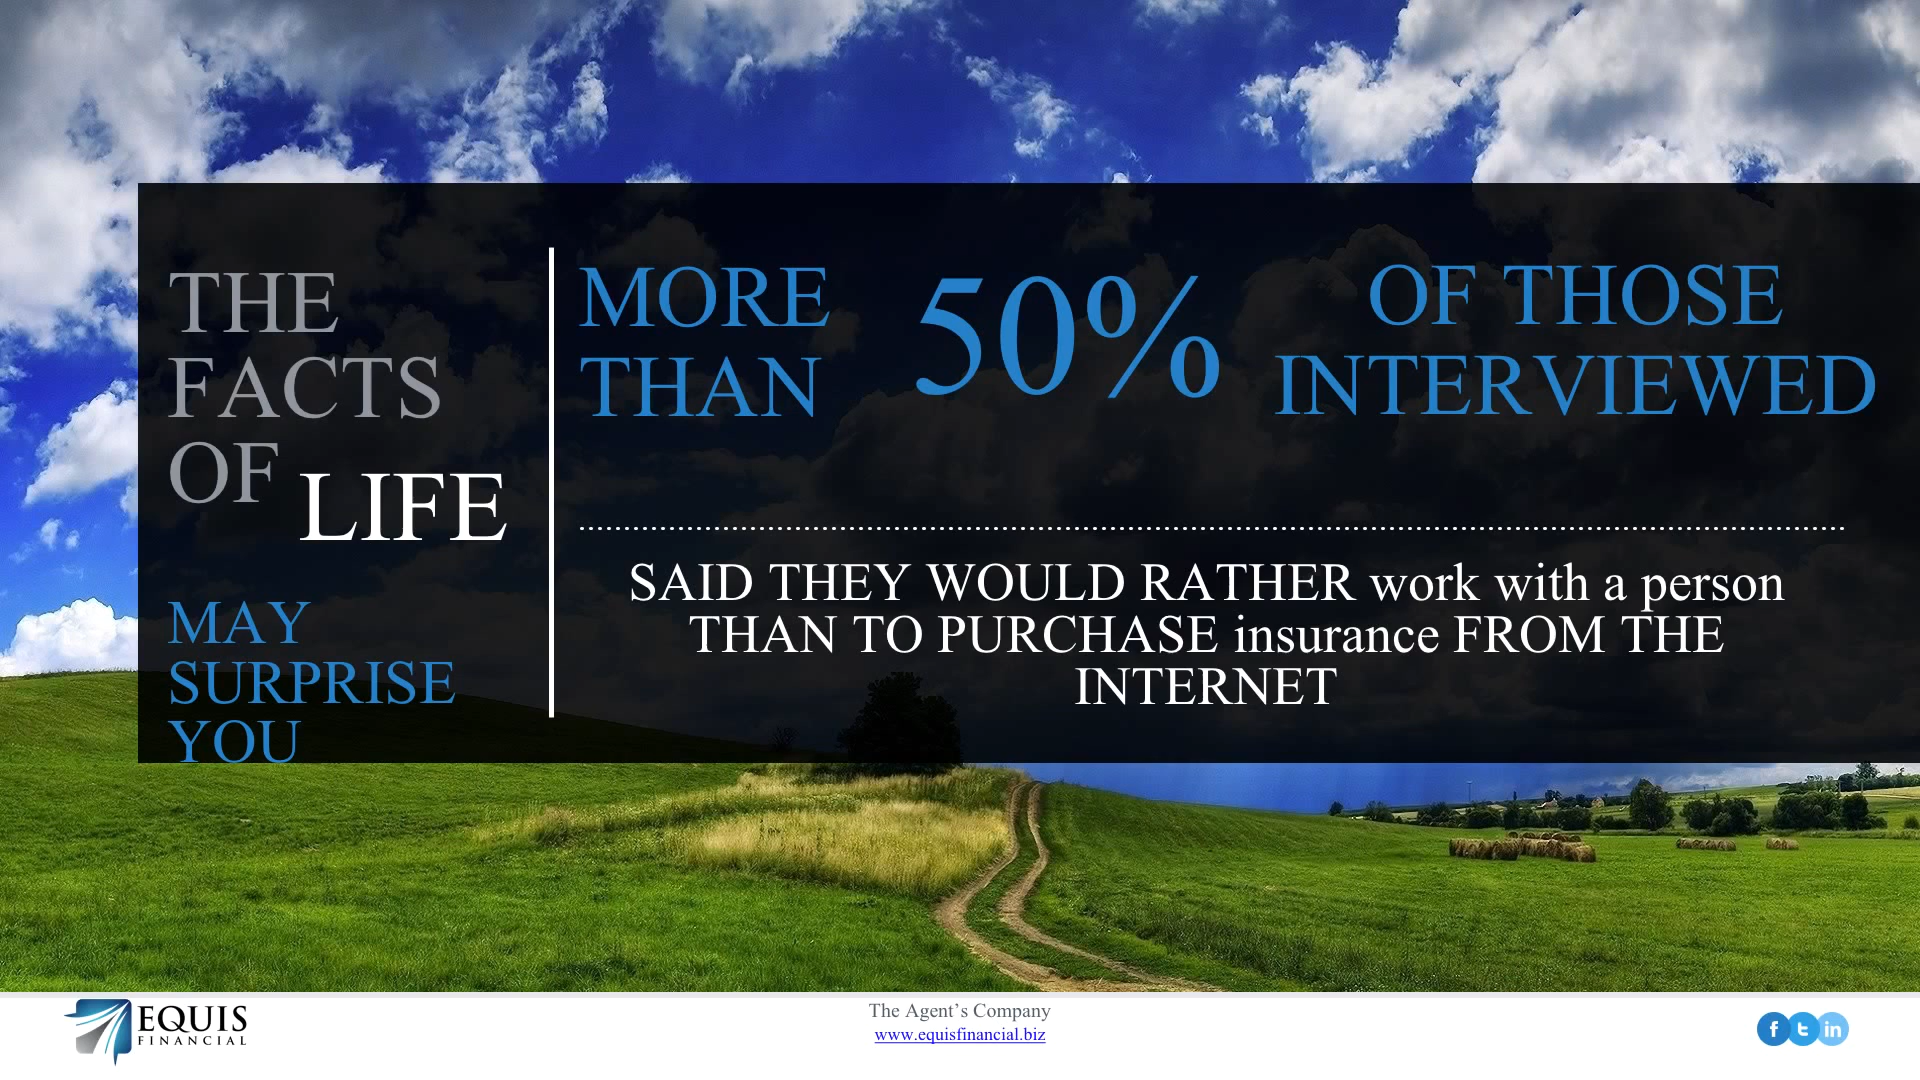 THE
FACTS
OF LIFE
MAY
SURPRISE
YOU
MORE
THAN
50%
OF THOSE
INTERVIEWED
SAID THEY WOULD RATHER work with a person
THAN TO PURCHASE insurance FROM THE
INTERNET
EQUIS
FINANCIAL
The Agent’s Company
www.equisfinancial.biz
f t in